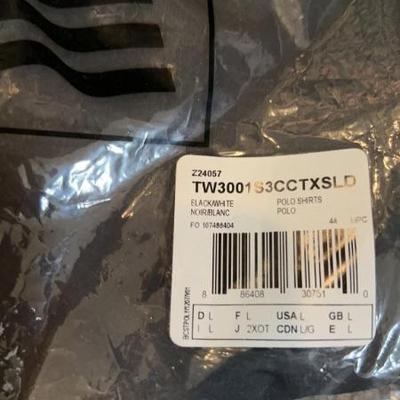 Z24057
TW3001S3CCTXSLD
BLACK/WHITE POLO SHIRTS
NOIR/BLANC POLO
FO 107488404 UPC
8 86408 30751 0
D L F L USA L GB L
I L J 2XOT CDN L/G E L